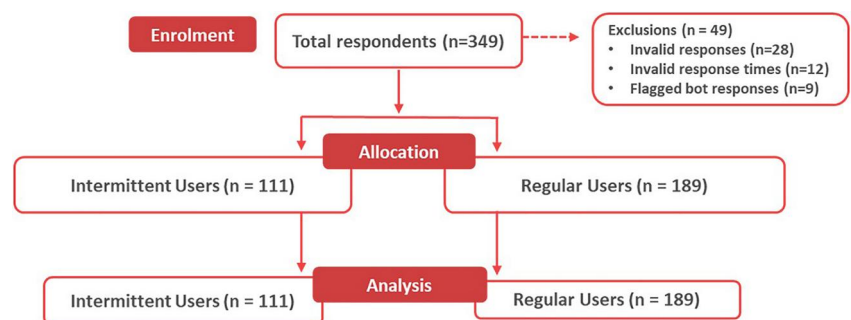 Enrolment
Total respondents (n=349)
Exclusions (n = 49)
• Invalid responses (n=28)
• Invalid response times (n=12)
• Flagged bot responses (n=9)
Allocation
Intermittent Users (n = 111)
Regular Users (n = 189)
Analysis
Intermittent Users (n = 111)
Regular Users (n = 189)